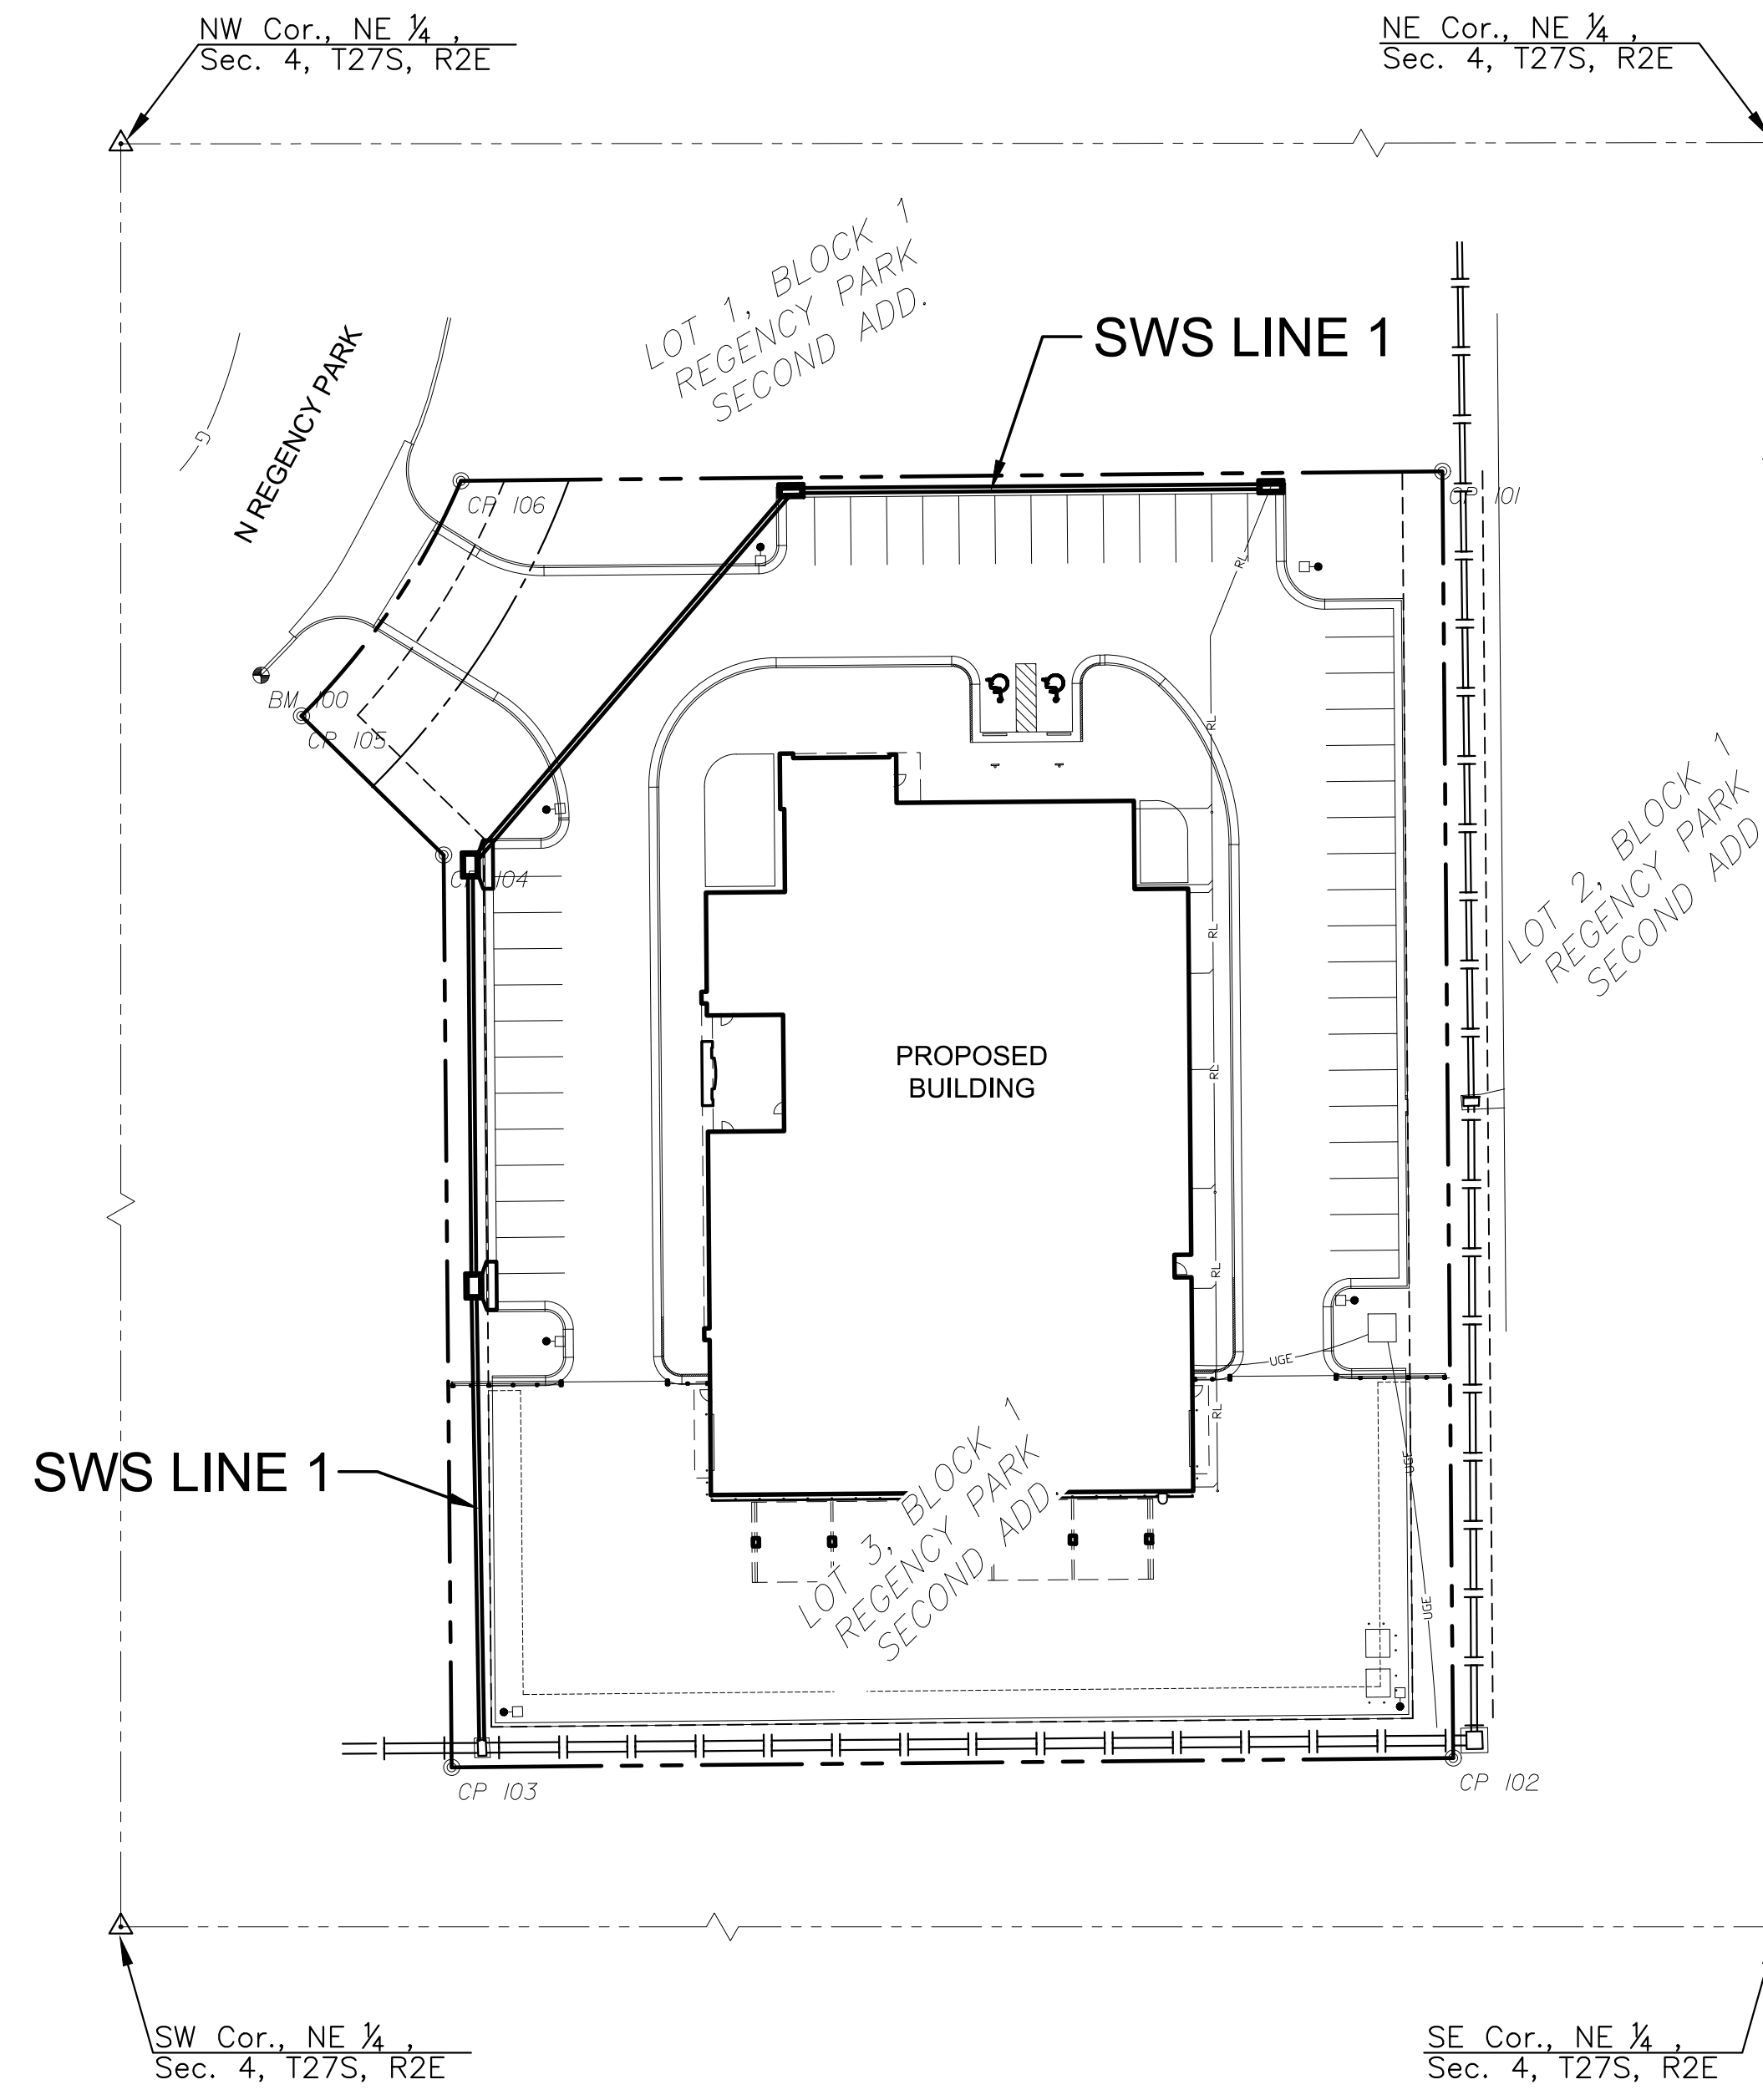 NW Cor., NE ¼ ,
Sec. 4, T27S, R2E
NE Cor., NE ¼ ,
Sec. 4, T27S, R2E
LOT 1, BLOCK 1
REGENCY PARK
SECOND ADD.
SWS LINE 1
N REGENCY PARK
G
CP 106
CP 101
RL
BM 100
CP 105
RL
LOT 2, BLOCK 1
REGENCY PARK
SECOND ADD
CP 104
RL
PROPOSED
BUILDING
RL
RL
UGE
RL
UGE
SWS LINE 1
LOT 3, BLOCK 1
REGENCY PARK
SECOND ADD.
UGE
CP 103
CP 102
SW Cor., NE ¼ ,
Sec. 4, T27S, R2E
SE Cor., NE ¼ ,
Sec. 4, T27S, R2E